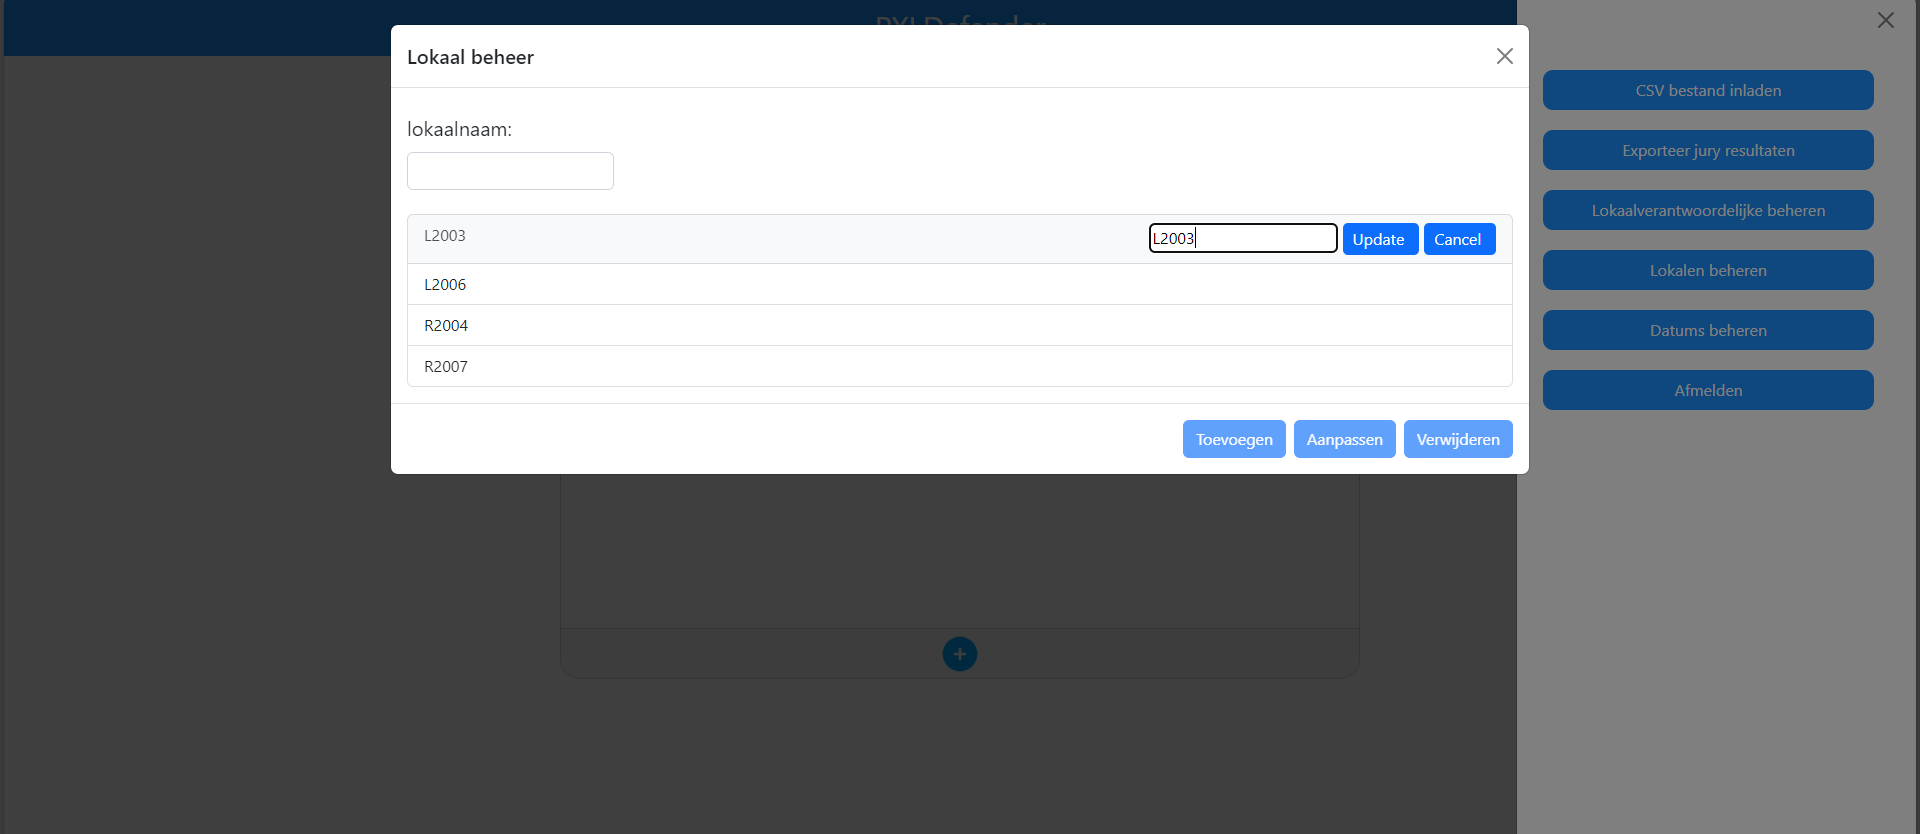 Lokaal beheer
lokaalnaam:
L2003
L2003
Update
Cancel
L2006
R2004
R2007
Toevoegen
Aanpassen
Verwijderen
CSV bestand inladen
Exporteer jury resultaten
Lokaalverantwoordelijke beheren
Lokalen beheren
Datums beheren
Afmelden